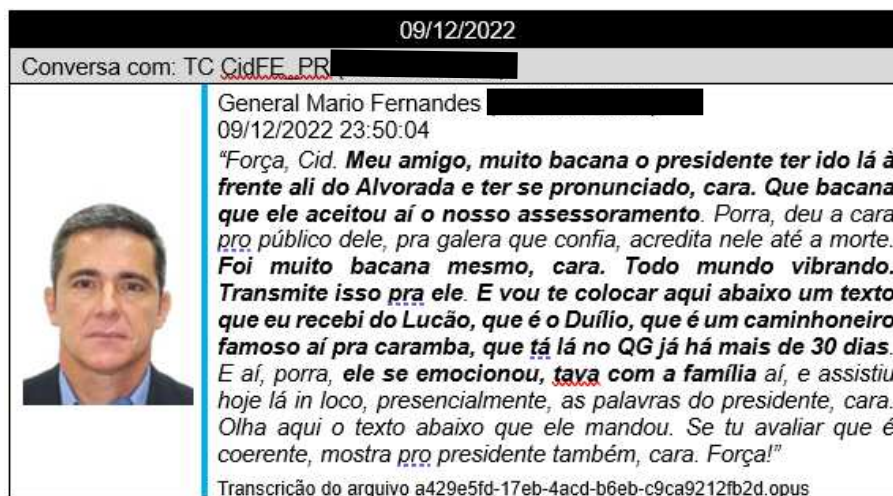 09/12/2022
Conversa com: TC CidFE_PR
General Mario Fernandes
09/12/2022 23:50:04
“Força, Cid. Meu amigo, muito bacana o presidente ter ido lá à
frente ali do Alvorada e ter se pronunciado, cara. Que bacana
que ele aceitou aí o nosso assessoramento. Porra, deu a cara
pro público dele, pra galera que confia, acredita nele até a morte.
Foi muito bacana mesmo, cara. Todo mundo vibrando.
Transmite isso pra ele. E vou te colocar aqui abaixo um texto
que eu recebi do Lucão, que é o Duílio, que é um caminhoneiro
famoso aí pra caramba, que tá lá no QG já há mais de 30 dias.
E aí, porra, ele se emocionou, tava com a família aí, e assistiu
hoje lá in loco, presencialmente, as palavras do presidente, cara.
Olha aqui o texto abaixo que ele mandou. Se tu avaliar que é
coerente, mostra pro presidente também, cara. Força!”
Transcrição do arquivo a429e5fd-17eb-4acd-b6eb-c9ca9212fb2d.opus